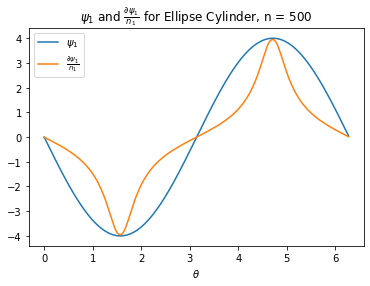 ψ₁ and ∂ψ₁/n₁ for Ellipse Cylinder, n = 500
ψ₁
∂ψ₁/n₁
4
3
2
1
0
−1
−2
−3
−4
0 1 2 3 4 5 6
θ